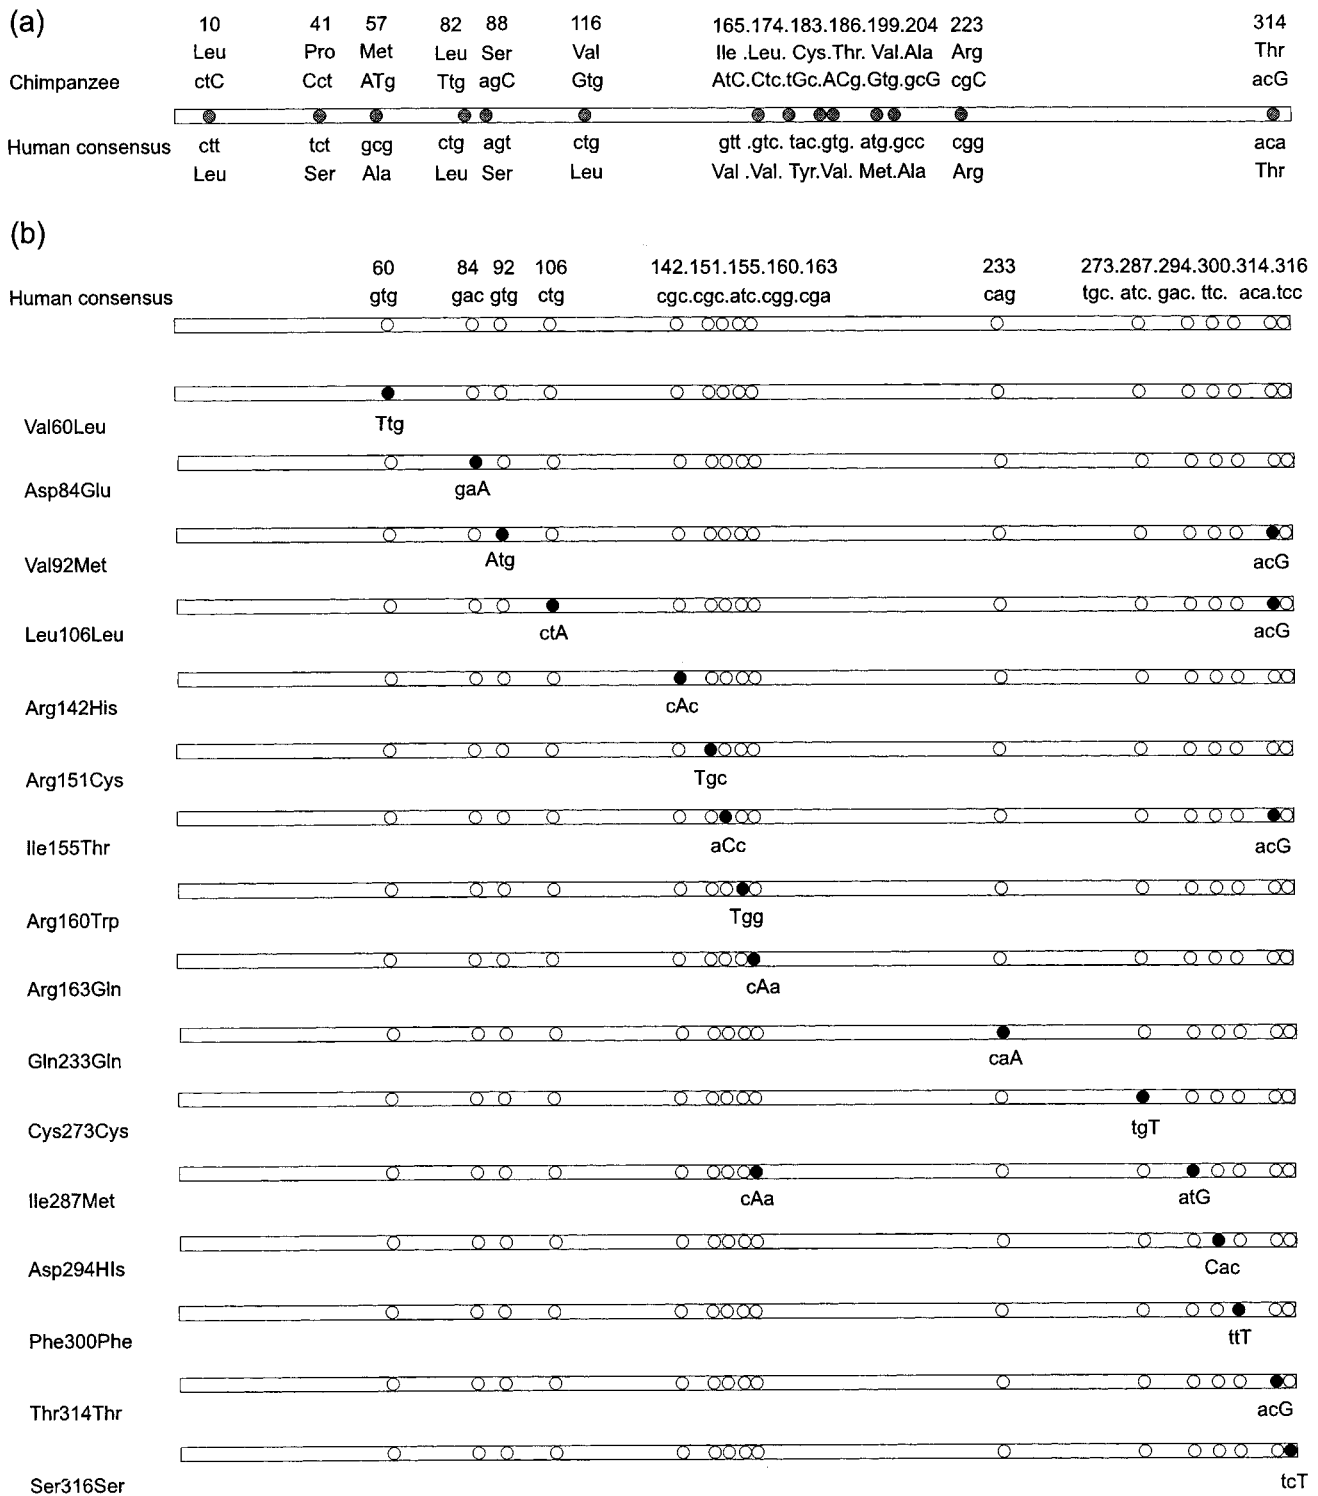 (a)
10 41 57 82 88 116 165.174.183.186.199.204 223 314
Leu Pro Met Leu Ser Val Ile .Leu. Cys.Thr. Val.Ala Arg Thr
Chimpanzee ctC Cct ATg Ttg agC Gtg AtC.Ctc.tGc.ACg.Gtg.gcG cgC acG
Human consensus ctt tct gcg ctg agt ctg gtt .gtc. tac.gtg. atg.gcc cgg aca
Leu Ser Ala Leu Ser Leu Val .Val. Tyr.Val. Met.Ala Arg Thr
(b)
60 84 92 106 142.151.155.160.163 233 273.287.294.300.314.316
Human consensus gtg gac gtg ctg cgc.cgc.atc.cgg.cga cag tgc. atc. gac. ttc. aca.tcc
Val60Leu Ttg
Asp84Glu gaA
Val92Met Atg acG
Leu106Leu ctA acG
Arg142His cAc
Arg151Cys Tgc
Ile155Thr aCc acG
Arg160Trp Tgg
Arg163Gln cAa
Gln233Gln caA
Cys273Cys tgT
Ile287Met cAa atG
Asp294HIs Cac
Phe300Phe ttT
Thr314Thr acG
Ser316Ser tcT